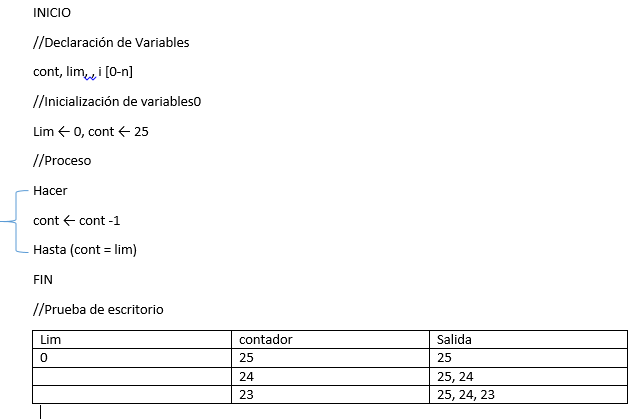 INICIO
//Declaración de Variables
cont, lim, , i [0-n]
//Inicialización de variables0
Lim ← 0, cont ← 25
//Proceso
Hacer
cont ← cont -1
Hasta (cont = lim)
FIN
//Prueba de escritorio
Lim contador Salida
0 25 25
24 25, 24
23 25, 24, 23